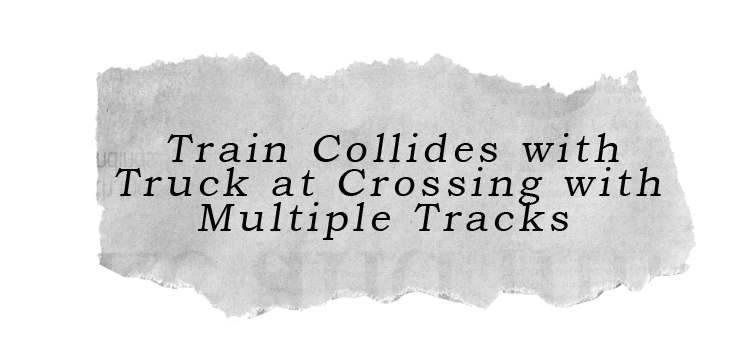 Train Collides with
Truck at Crossing with
Multiple Tracks